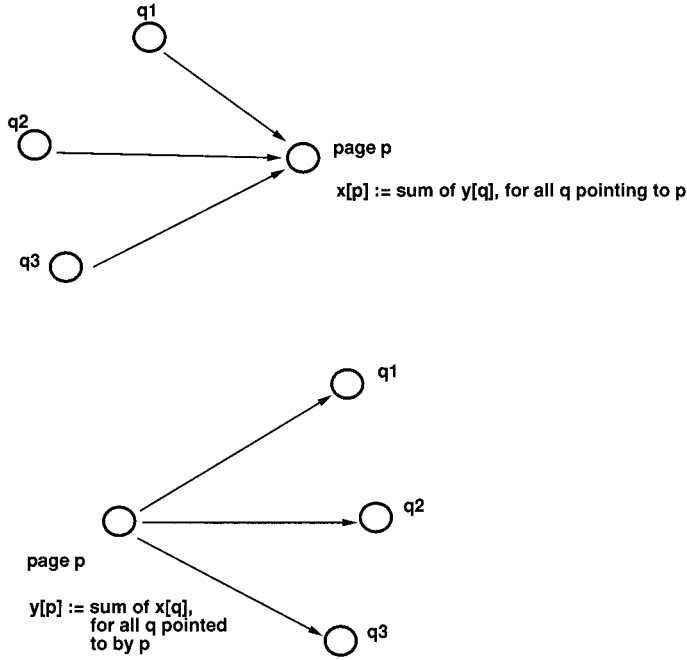 q1
q2
page p
x[p] := sum of y[q], for all q pointing to p
q3
q1
q2
page p
y[p] := sum of x[q],
for all q pointed
to by p
q3